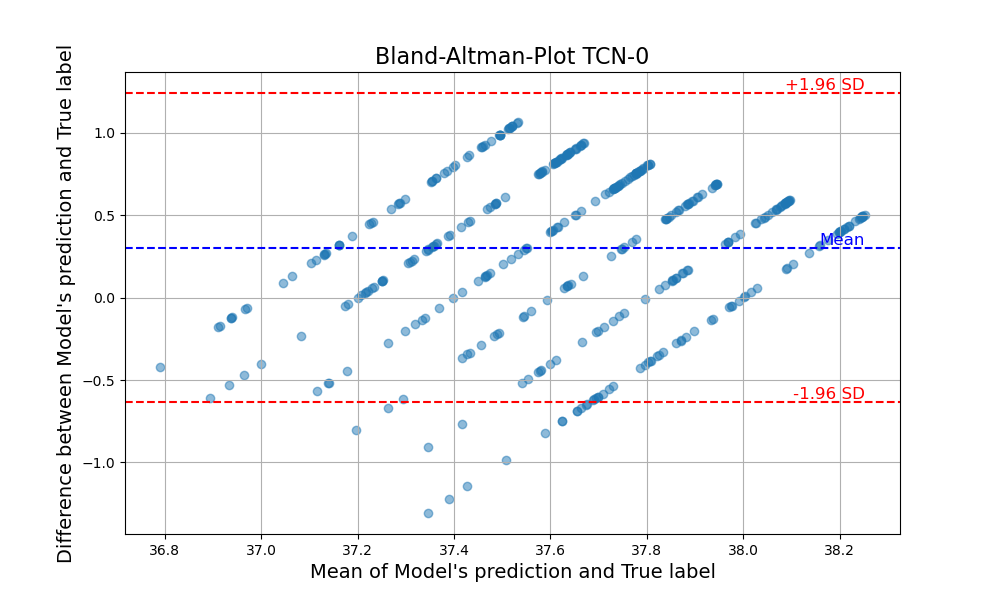 Bland-Altman-Plot TCN-0
Difference between Model's prediction and True label
+1.96 SD
Mean
-1.96 SD
1.0
0.5
0.0
−0.5
−1.0
36.8 37.0 37.2 37.4 37.6 37.8 38.0 38.2
Mean of Model's prediction and True label